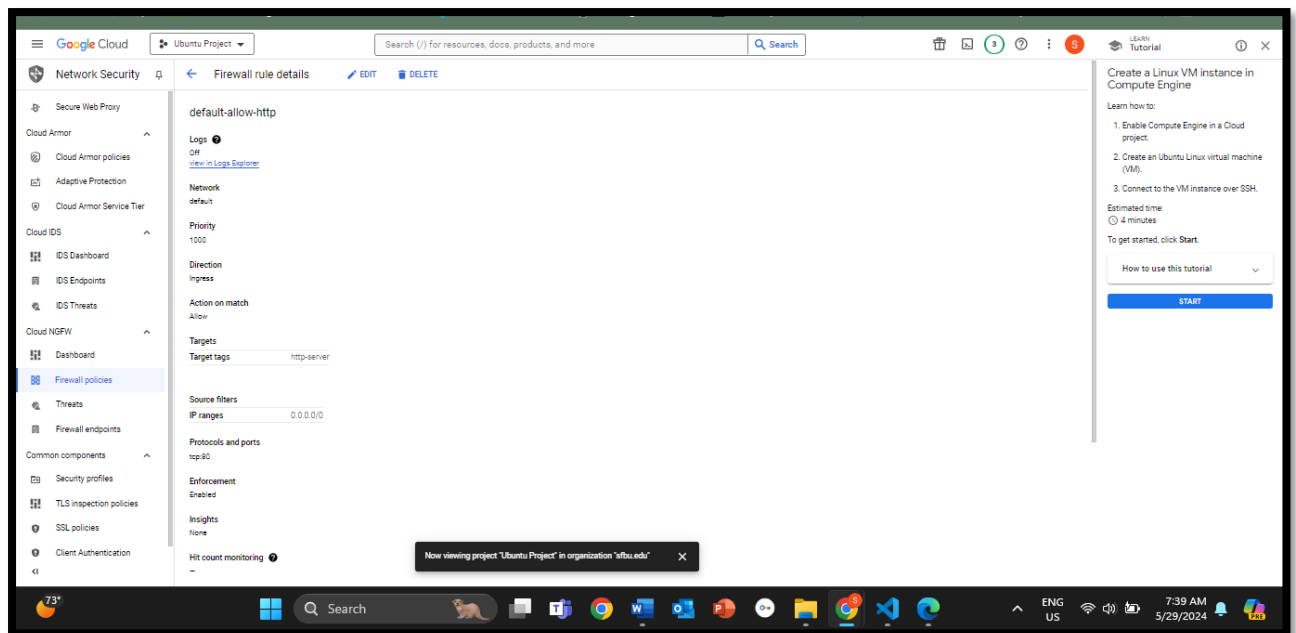 Google Cloud
Ubuntu Project
Search (/) for resources, docs, products, and more
Search
3
S
LEARN
Tutorial
Network Security
Firewall rule details
EDIT
DELETE
Secure Web Proxy
Cloud Armor
Cloud Armor policies
Adaptive Protection
Cloud Armor Service Tier
Cloud IDS
IDS Dashboard
IDS Endpoints
IDS Threats
Cloud NGFW
Dashboard
Firewall policies
Threats
Firewall endpoints
Common components
Security profiles
TLS inspection policies
SSL policies
Client Authentication
default-allow-http
Logs
Off
view in Logs Explorer
Network
default
Priority
1000
Direction
Ingress
Action on match
Allow
Targets
Target tags http-server
Source filters
IP ranges 0.0.0.0/0
Protocols and ports
tcp:80
Enforcement
Enabled
Insights
None
Hit count monitoring
–
Now viewing project "Ubuntu Project" in organization "sfbu.edu"
Create a Linux VM instance in
Compute Engine
Learn how to:
1. Enable Compute Engine in a Cloud
project.
2. Create an Ubuntu Linux virtual machine
(VM).
3. Connect to the VM instance over SSH.
Estimated time:
4 minutes
To get started, click Start.
How to use this tutorial
START
73°
Search
ENG
US
7:39 AM
5/29/2024
PRE